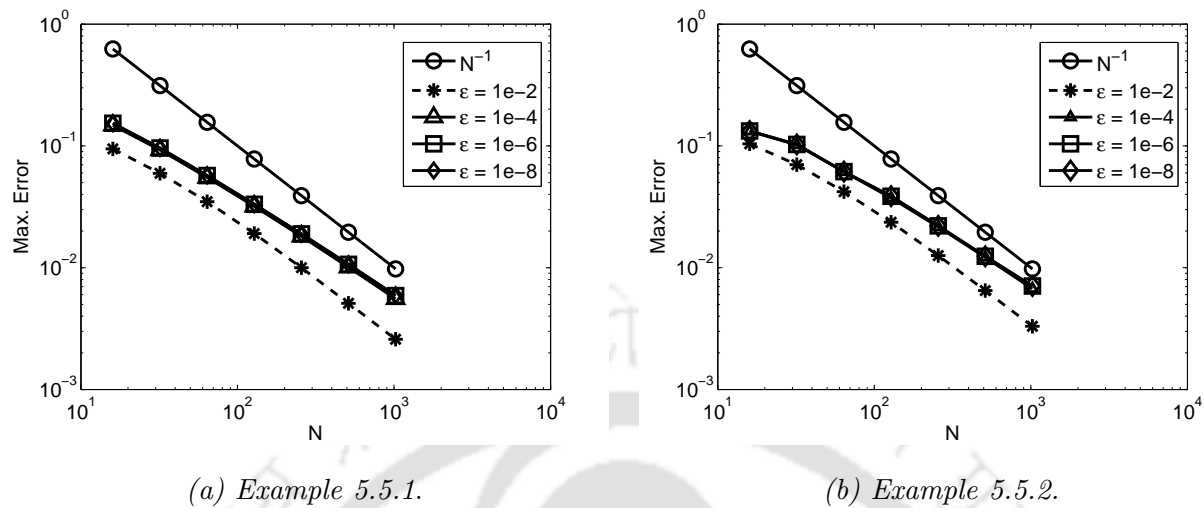 10^0
10^-1
10^-2
10^-3
Max. Error
10^1
10^2
10^3
10^4
N
N^-1
ε = 1e−2
ε = 1e−4
ε = 1e−6
ε = 1e−8
(a) Example 5.5.1.
10^0
10^-1
10^-2
10^-3
Max. Error
10^1
10^2
10^3
10^4
N
N^-1
ε = 1e−2
ε = 1e−4
ε = 1e−6
ε = 1e−8
(b) Example 5.5.2.